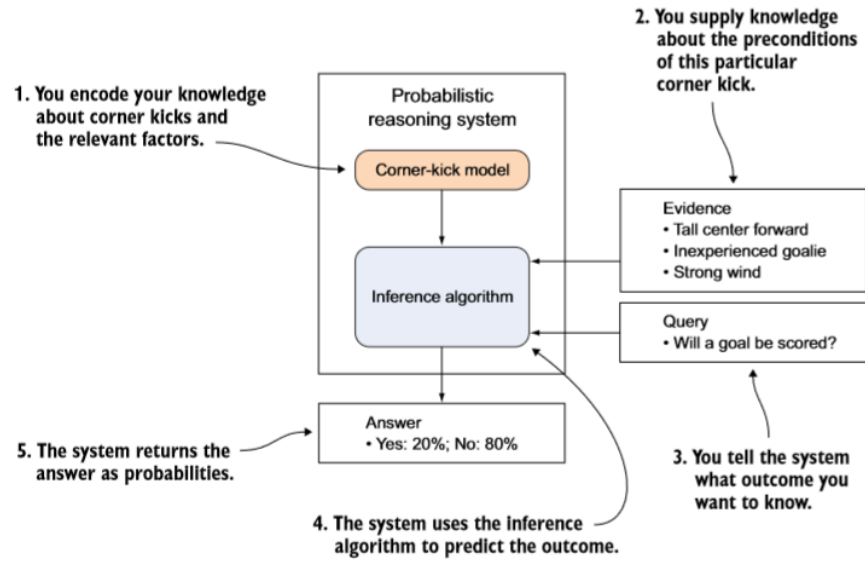 1. You encode your knowledge
about corner kicks and
the relevant factors.
2. You supply knowledge
about the preconditions
of this particular
corner kick.
Probabilistic
reasoning system
Corner-kick model
Inference algorithm
Evidence
• Tall center forward
• Inexperienced goalie
• Strong wind
Query
• Will a goal be scored?
3. You tell the system
what outcome you
want to know.
4. The system uses the inference
algorithm to predict the outcome.
Answer
• Yes: 20%; No: 80%
5. The system returns the
answer as probabilities.